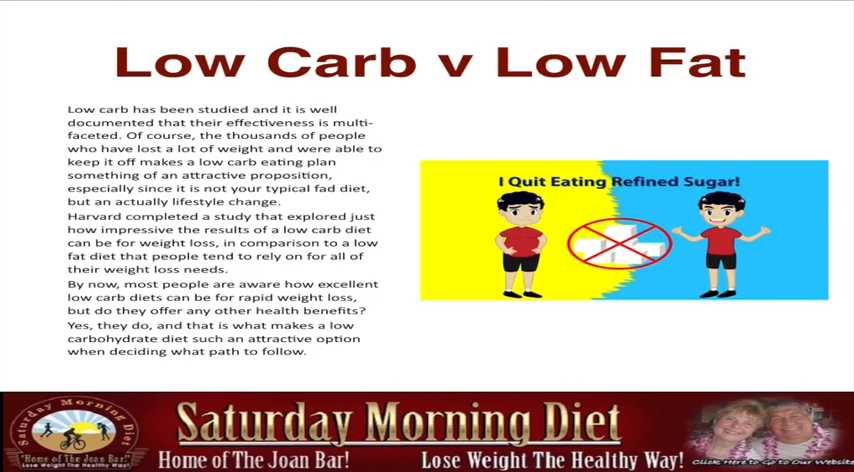 Low Carb v Low Fat
Low carb has been studied and it is well
documented that their effectiveness is multi-
faceted. Of course, the thousands of people
who have lost a lot of weight and were able to
keep it off makes a low carb eating plan
something of an attractive proposition,
especially since it is not your typical fad diet,
but an actually lifestyle change.
Harvard completed a study that explored just
how impressive the results of a low carb diet
can be for weight loss, in comparison to a low
fat diet that people tend to rely on for all of
their weight loss needs.
By now, most people are aware how excellent
low carb diets can be for rapid weight loss,
but do they offer any other health benefits?
Yes, they do, and that is what makes a low
carbohydrate diet such an attractive option
when deciding what path to follow.
I Quit Eating Refined Sugar!
Saturday Morning Diet
"Home of The Joan Bar!"
Lose Weight The Healthy Way!
Saturday Morning Diet
Home of The Joan Bar! Lose Weight The Healthy Way!
Click Here to Go to Our Website